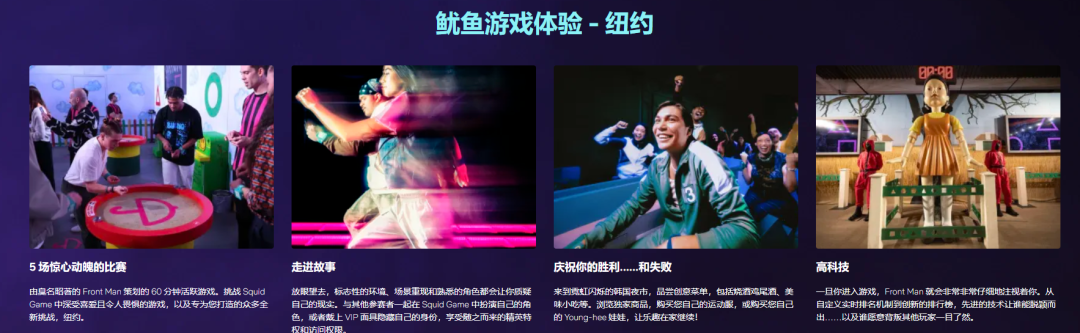 鱿鱼游戏体验 - 纽约
00:00
3
5 场惊心动魄的比赛
由臭名昭著的 Front Man 策划的 60 分钟活跃游戏。挑战 Squid
Game 中深受喜爱且令人畏惧的游戏，以及专为您打造的众多全
新挑战，纽约。
走进故事
放眼望去，标志性的环境、场景重现和熟悉的角色都会让你质疑
自己的现实。与其他参赛者一起在 Squid Game 中扮演自己的角
色，或者戴上 VIP 面具隐藏自己的身份，享受随之而来的精英特
权和访问权限。
庆祝你的胜利……和失败
来到霓虹闪烁的韩国夜市，品尝创意菜单，包括烧酒鸡尾酒、美
味小吃等。浏览独家商品，购买您自己的运动服，或购买您自己
的 Young-hee 娃娃，让乐趣在家继续！
高科技
一旦你进入游戏，Front Man 就会非常非常仔细地注视着你。从
自定义实时排名机制到创新的排行榜，先进的技术让谁能脱颖而
出……以及谁愿意背叛其他玩家一目了然。